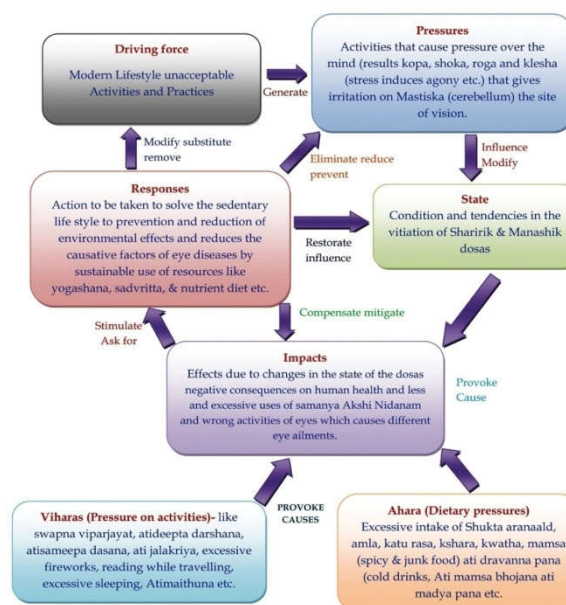 Driving force
Modern Lifestyle unacceptable
Activities and Practices
Generate
Pressures
Activities that cause pressure over the
mind (results kopa, shoka, roga and klesha
(stress induces agony etc.) that gives
irritation on Mastiska (cerebellum) the site
of vision.
Modify substitute
remove
Eliminate reduce
prevent
Influence
Modify
Responses
Action to be taken to solve the sedentary
life style to prevention and reduction of
environmental effects and reduces the
causative factors of eye diseases by
sustainable use of resources like
yogashana, sadvritta, & nutrient diet etc.
Restorate
influence
State
Condition and tendencies in the
vitiation of Sharirik & Manashik
dosas
Stimulate
Ask for
Compensate mitigate
Impacts
Effects due to changes in the state of the dosas
negative consequences on human health and less
and excessive uses of samanya Akshi Nidanam
and wrong activities of eyes which causes different
eye ailments.
Provoke
Cause
Viharas (Pressure on activities)- like
swapna viparjayat, atideepta darshana,
atisameepa dasana, ati jalakriya, excessive
fireworks, reading while travelling,
excessive sleeping, Atimaithuna etc.
PROVOKE
CAUSES
Ahara (Dietary pressures)
Excessive intake of Shukta aranaald,
amla, katu rasa, kshara, kwatha, mamsa
(spicy & junk food) ati dravanna pana
(cold drinks, Ati mamsa bhojana ati
madya pana etc.